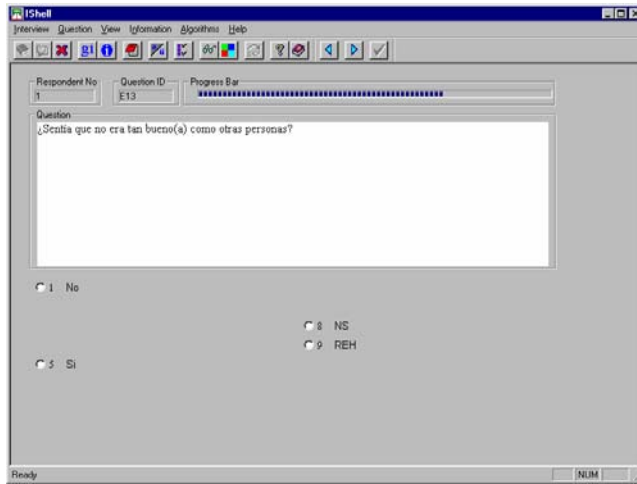 IShell
Interview Question View Information Algorithms Help
Respondent No Question ID Progress Bar
1 E13
Question
¿Sentía que no era tan bueno(a) como otras personas?
1 No
8 NS
9 REH
5 Si
Ready NUM